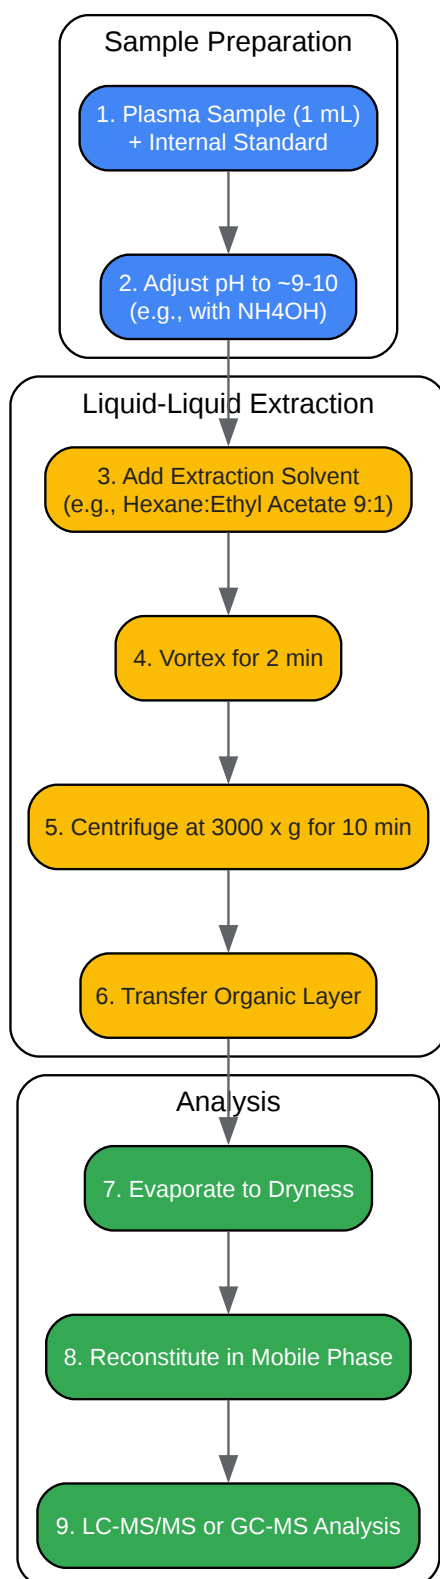 Sample Preparation
1. Plasma Sample (1 mL)
+ Internal Standard
2. Adjust pH to ~9-10
(e.g., with NH4OH)
Liquid-Liquid Extraction
3. Add Extraction Solvent
(e.g., Hexane:Ethyl Acetate 9:1)
4. Vortex for 2 min
5. Centrifuge at 3000 x g for 10 min
6. Transfer Organic Layer
Analysis
7. Evaporate to Dryness
8. Reconstitute in Mobile Phase
9. LC-MS/MS or GC-MS Analysis